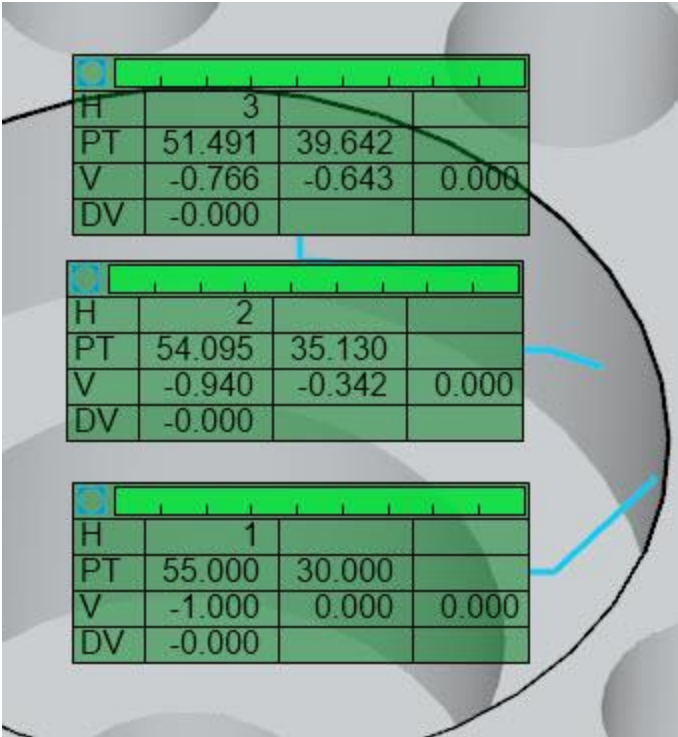 H 3
PT 51.491 39.642
V -0.766 -0.643 0.000
DV -0.000
H 2
PT 54.095 35.130
V -0.940 -0.342 0.000
DV -0.000
H 1
PT 55.000 30.000
V -1.000 0.000 0.000
DV -0.000